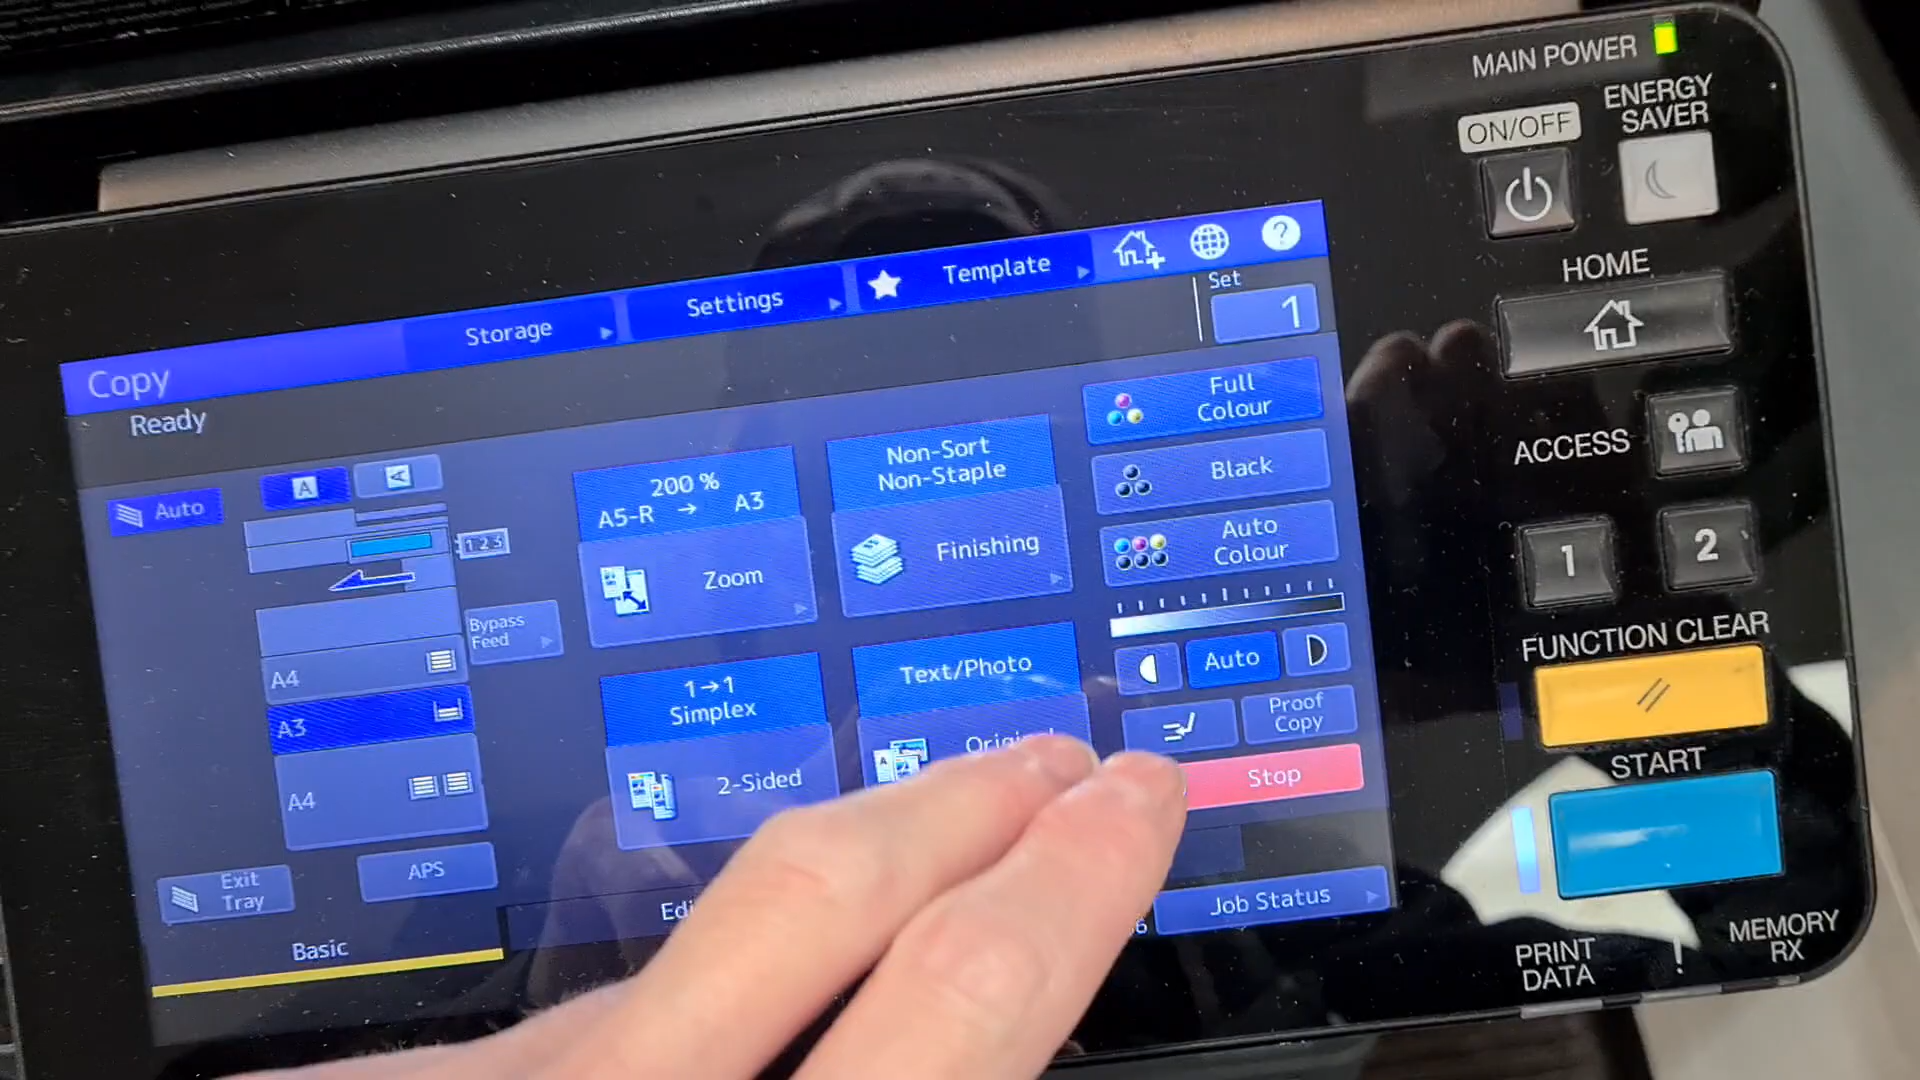 MAIN POWER
ENERGY
SAVER
ON/OFF
HOME
ACCESS
1
2
FUNCTION CLEAR
START
PRINT
DATA
!
MEMORY
RX
Storage
Settings
Template
?
Copy
Ready
Set
1
Auto
A
A
1 2 3
Bypass
Feed
A4
A3
A4
Exit
Tray
APS
Basic
200 %
A5-R → A3
Zoom
Non-Sort
Non-Staple
Finishing
1→1
Simplex
2-Sided
Text/Photo
Full
Colour
Black
Auto
Colour
Auto
Proof
Copy
Stop
Job Status